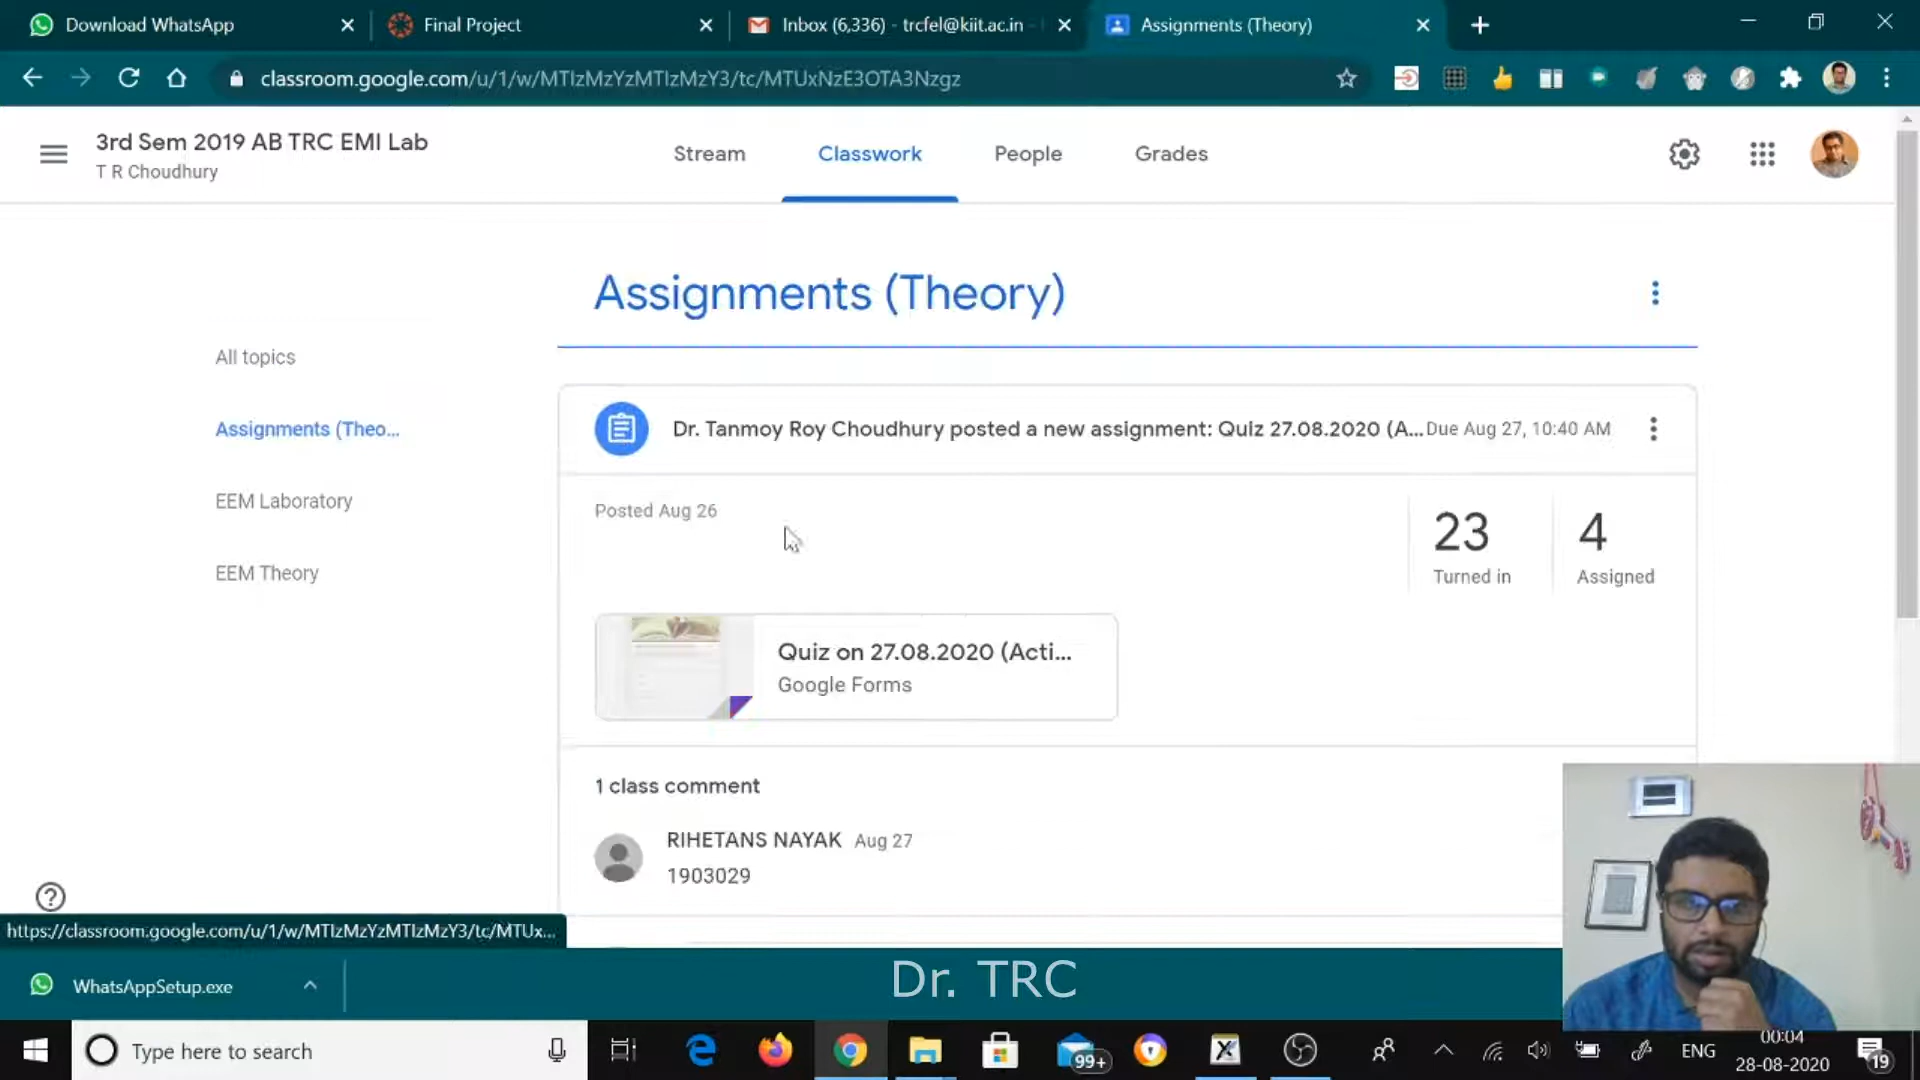 Download WhatsApp
Final Project
Inbox (6,336) - trcfel@kiit.ac.in -
Assignments (Theory)
classroom.google.com/u/1/w/MTIzMzYzMTIzMzY3/tc/MTUxNzE3OTA3Nzgz
3rd Sem 2019 AB TRC EMI Lab
T R Choudhury
Stream
Classwork
People
Grades
Assignments (Theory)
All topics
Assignments (Theo...
EEM Laboratory
EEM Theory
Dr. Tanmoy Roy Choudhury posted a new assignment: Quiz 27.08.2020 (A... Due Aug 27, 10:40 AM
Posted Aug 26
23
Turned in
4
Assigned
Quiz on 27.08.2020 (Acti...
Google Forms
1 class comment
RIHETANS NAYAK Aug 27
1903029
https://classroom.google.com/u/1/w/MTIzMzYzMTIzMzY3/tc/MTUx...
WhatsAppSetup.exe
Dr. TRC
Type here to search
99+
ENG
00:04
28-08-2020
19